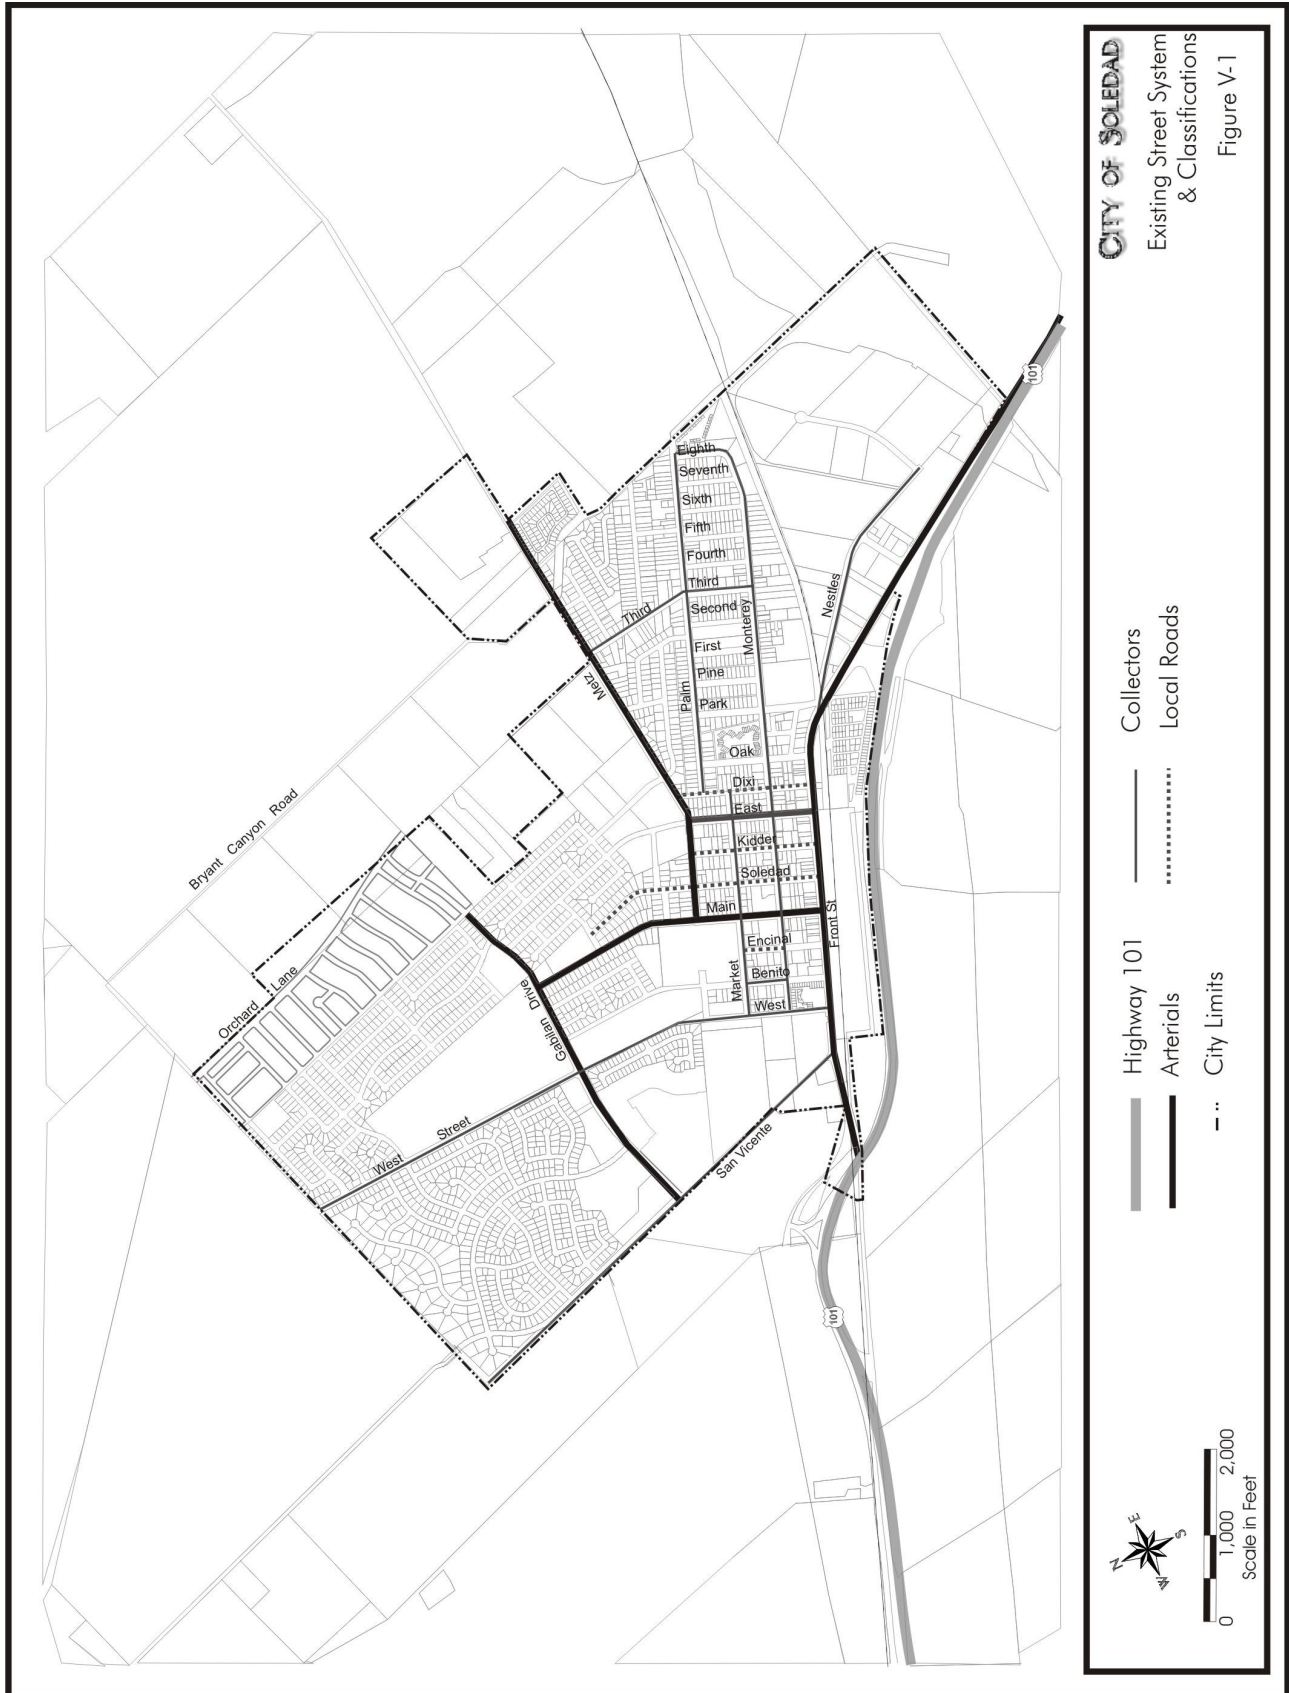 CITY OF SOLEDAD
Existing Street System
& Classifications
Figure V-1
Bryant Canyon Road
Orchard Lane
Gabilan Drive
West Street
San Vicente
Metz
Third
Eighth
Seventh
Sixth
Fifth
Fourth
Third
Second
First
Pine
Park
Oak
Dixi
East
Kidder
Soledad
Main
Encinal
Benito
West
Palm
Monterey
Market
Nestles
Front St
101
101
Highway 101
Arterials
City Limits
Collectors
Local Roads
N
E
S
W
0 1,000 2,000
Scale in Feet